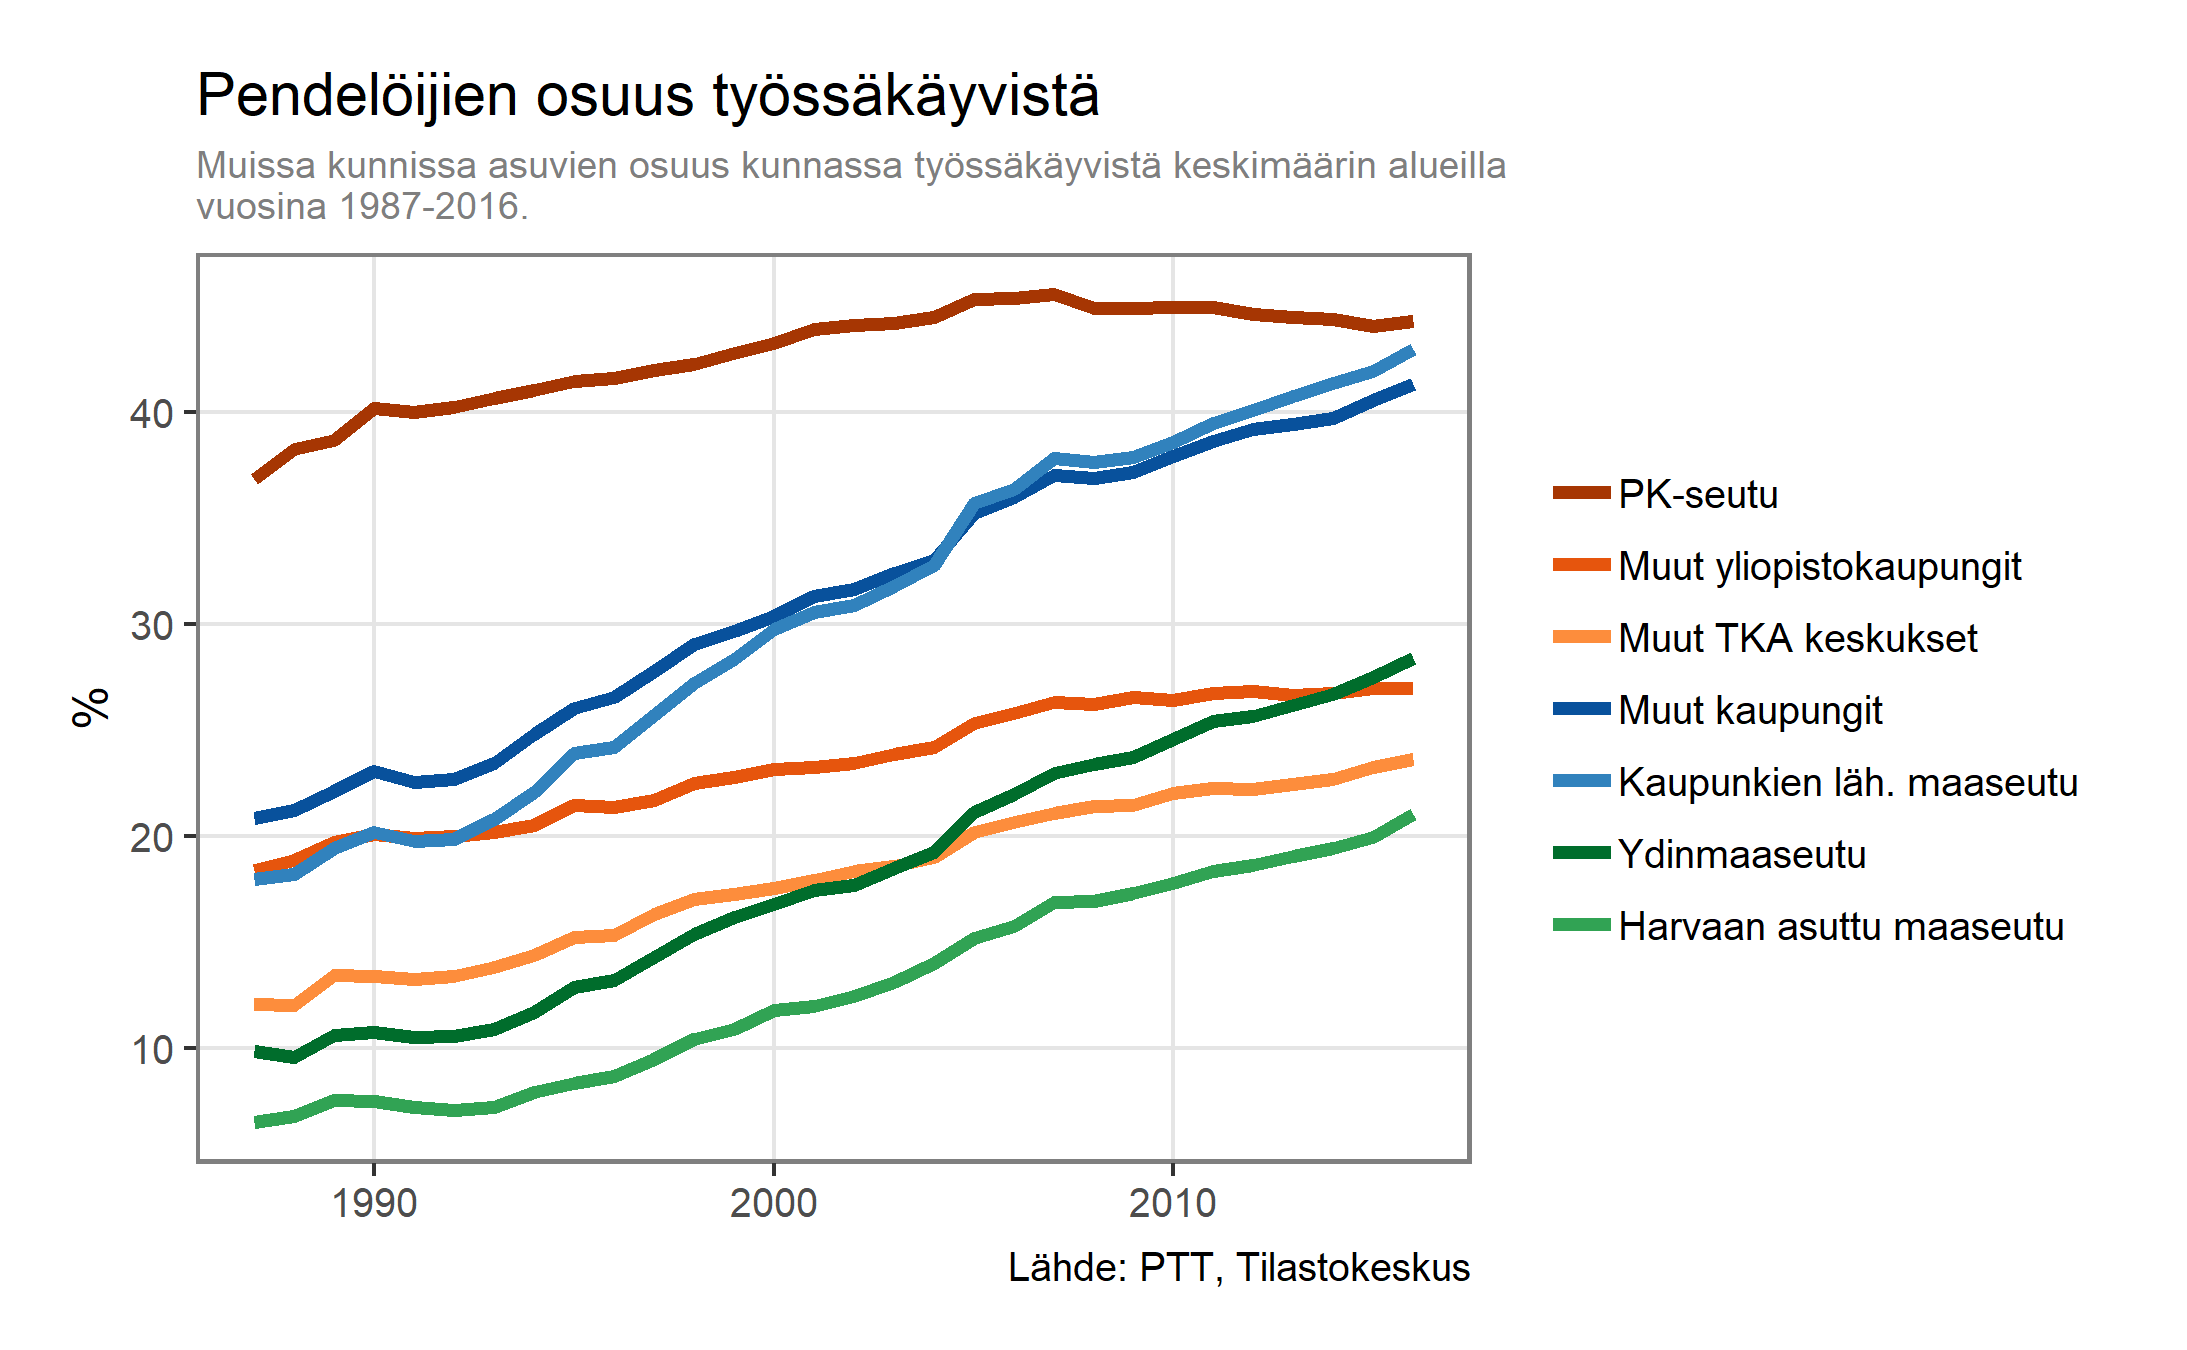 Pendelöijien osuus työssäkäyvistä
Muissa kunnissa asuvien osuus kunnassa työssäkäyvistä keskimäärin alueilla
vuosina 1987-2016.
%
40
30
20
10
1990
2000
2010
PK-seutu
Muut yliopistokaupungit
Muut TKA keskukset
Muut kaupungit
Kaupunkien läh. maaseutu
Ydinmaaseutu
Harvaan asuttu maaseutu
Lähde: PTT, Tilastokeskus